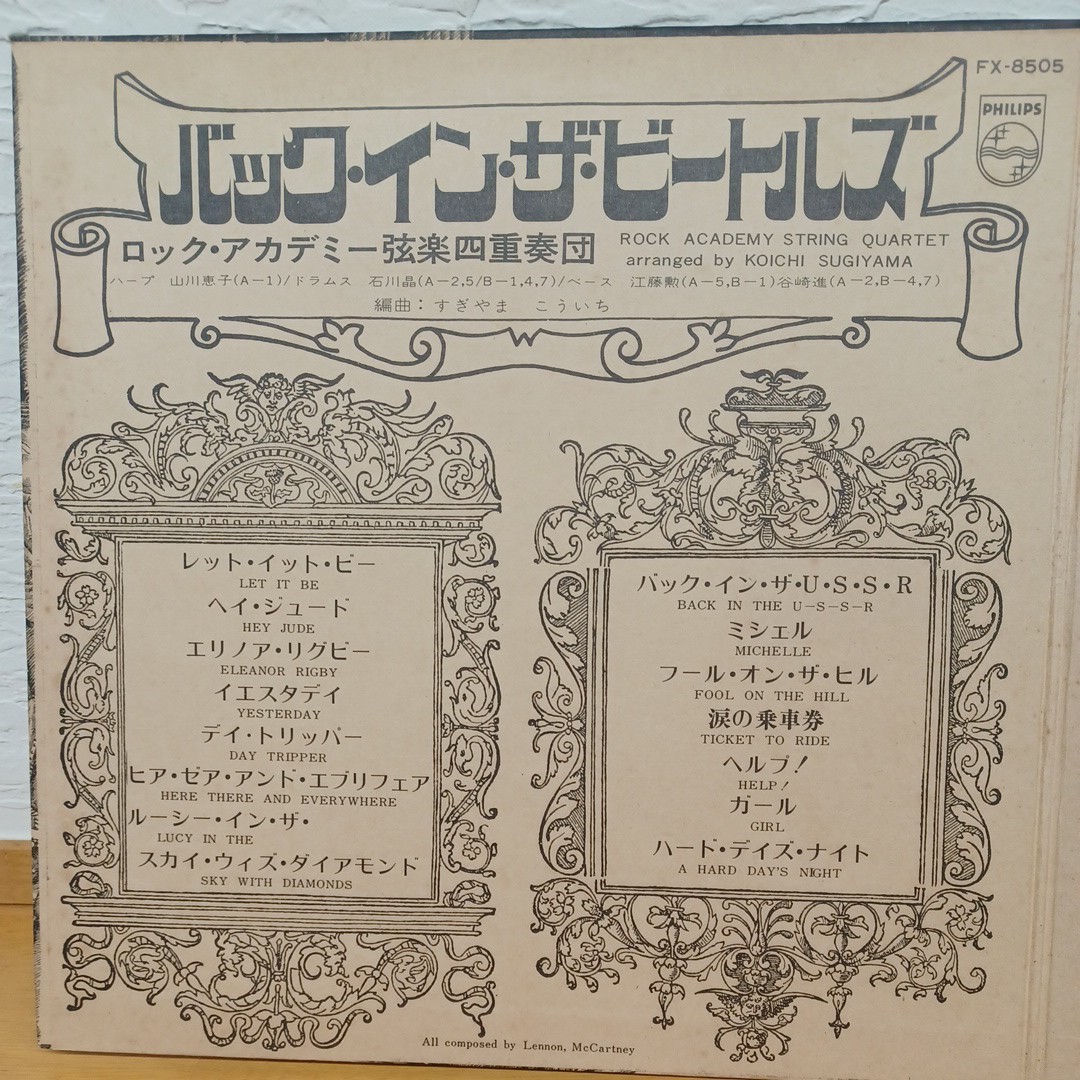 FX-8505
PHILIPS
バック・イン・ザ・ビートルズ
ロック・アカデミー弦楽四重奏団
ROCK ACADEMY STRING QUARTET
arranged by KOICHI SUGIYAMA
ハープ 山川恵子(A-1)/ドラムス 石川晶(A-2,5/B-1,4,7)/ベース 江藤勲(A-5,B-1)谷崎進(A-2,B-4,7)
編曲:すぎやま こういち
レット・イット・ビー
LET IT BE
ヘイ・ジュード
HEY JUDE
エリノア・リグビー
ELEANOR RIGBY
イエスタデイ
YESTERDAY
デイ・トリッパー
DAY TRIPPER
ヒア・ゼア・アンド・エブリフェア
HERE THERE AND EVERYWHERE
ルーシー・イン・ザ・
LUCY IN THE
スカイ・ウィズ・ダイアモンド
SKY WITH DIAMONDS
バック・イン・ザ・U・S・S・R
BACK IN THE U-S-S-R
ミシェル
MICHELLE
フール・オン・ザ・ヒル
FOOL ON THE HILL
涙の乗車券
TICKET TO RIDE
ヘルプ!
HELP!
ガール
GIRL
ハード・デイズ・ナイト
A HARD DAY'S NIGHT
All composed by Lennon, McCartney